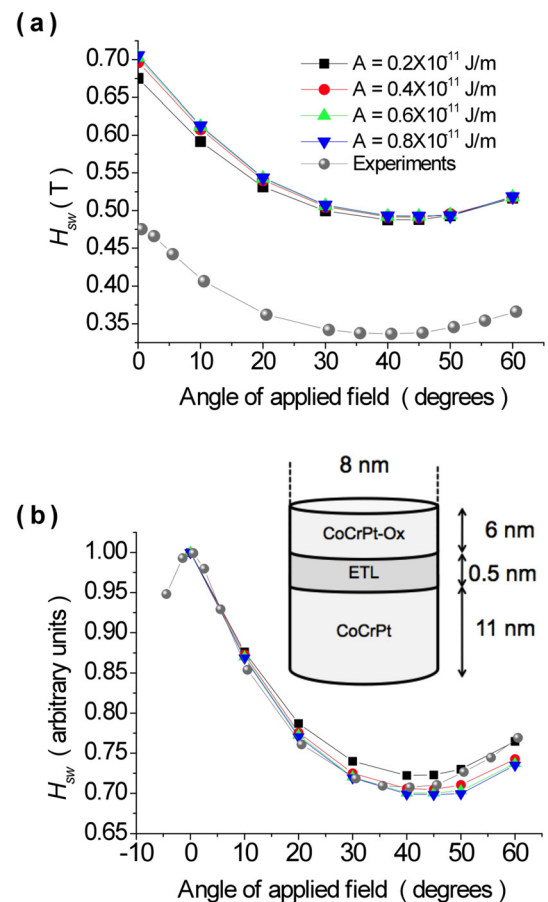 (a)
0.70
0.65
0.60
0.55
0.50
0.45
0.40
0.35
H_sw (T)
A = 0.2X10^-11 J/m
A = 0.4X10^-11 J/m
A = 0.6X10^-11 J/m
A = 0.8X10^-11 J/m
Experiments
0 10 20 30 40 50 60
Angle of applied field ( degrees )
(b)
8 nm
CoCrPt-Ox
6 nm
ETL
0.5 nm
CoCrPt
11 nm
1.00
0.95
0.90
0.85
0.80
0.75
0.70
0.65
H_sw ( arbitrary units )
-10 0 10 20 30 40 50 60
Angle of applied field ( degrees )